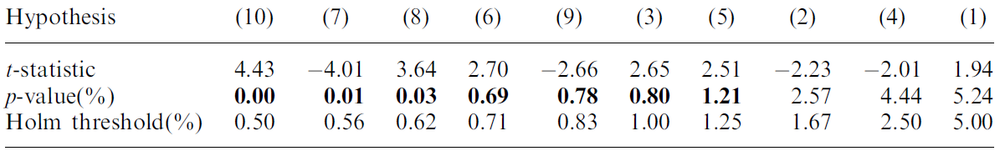 Hypothesis (10) (7) (8) (6) (9) (3) (5) (2) (4) (1)
t-statistic 4.43 −4.01 3.64 2.70 −2.66 2.65 2.51 −2.23 −2.01 1.94
p-value(%) 0.00 0.01 0.03 0.69 0.78 0.80 1.21 2.57 4.44 5.24
Holm threshold(%) 0.50 0.56 0.62 0.71 0.83 1.00 1.25 1.67 2.50 5.00